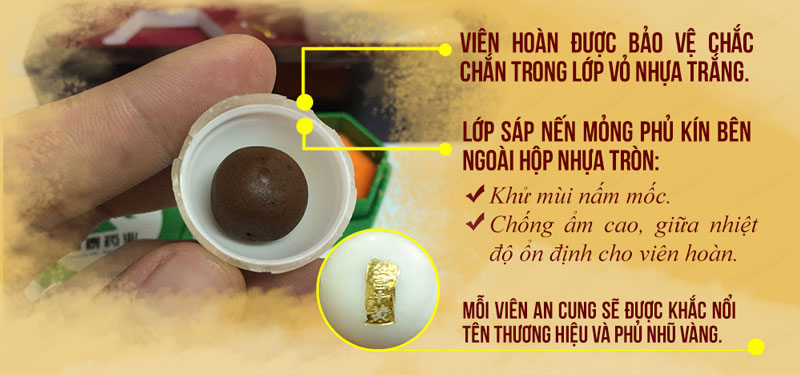 VIÊN HOÀN ĐƯỢC BẢO VỆ CHẮC
CHẮN TRONG LỚP VỎ NHỰA TRẮNG.
LỚP SÁP NẾN MỎNG PHỦ KÍN BÊN
NGOÀI HỘP NHỰA TRÒN:
Khử mùi nấm mốc.
Chống ẩm cao, giữa nhiệt
độ ổn định cho viên hoàn.
MỖI VIÊN AN CUNG SẼ ĐƯỢC KHẮC NỔI
TÊN THƯƠNG HIỆU VÀ PHỦ NHŨ VÀNG.